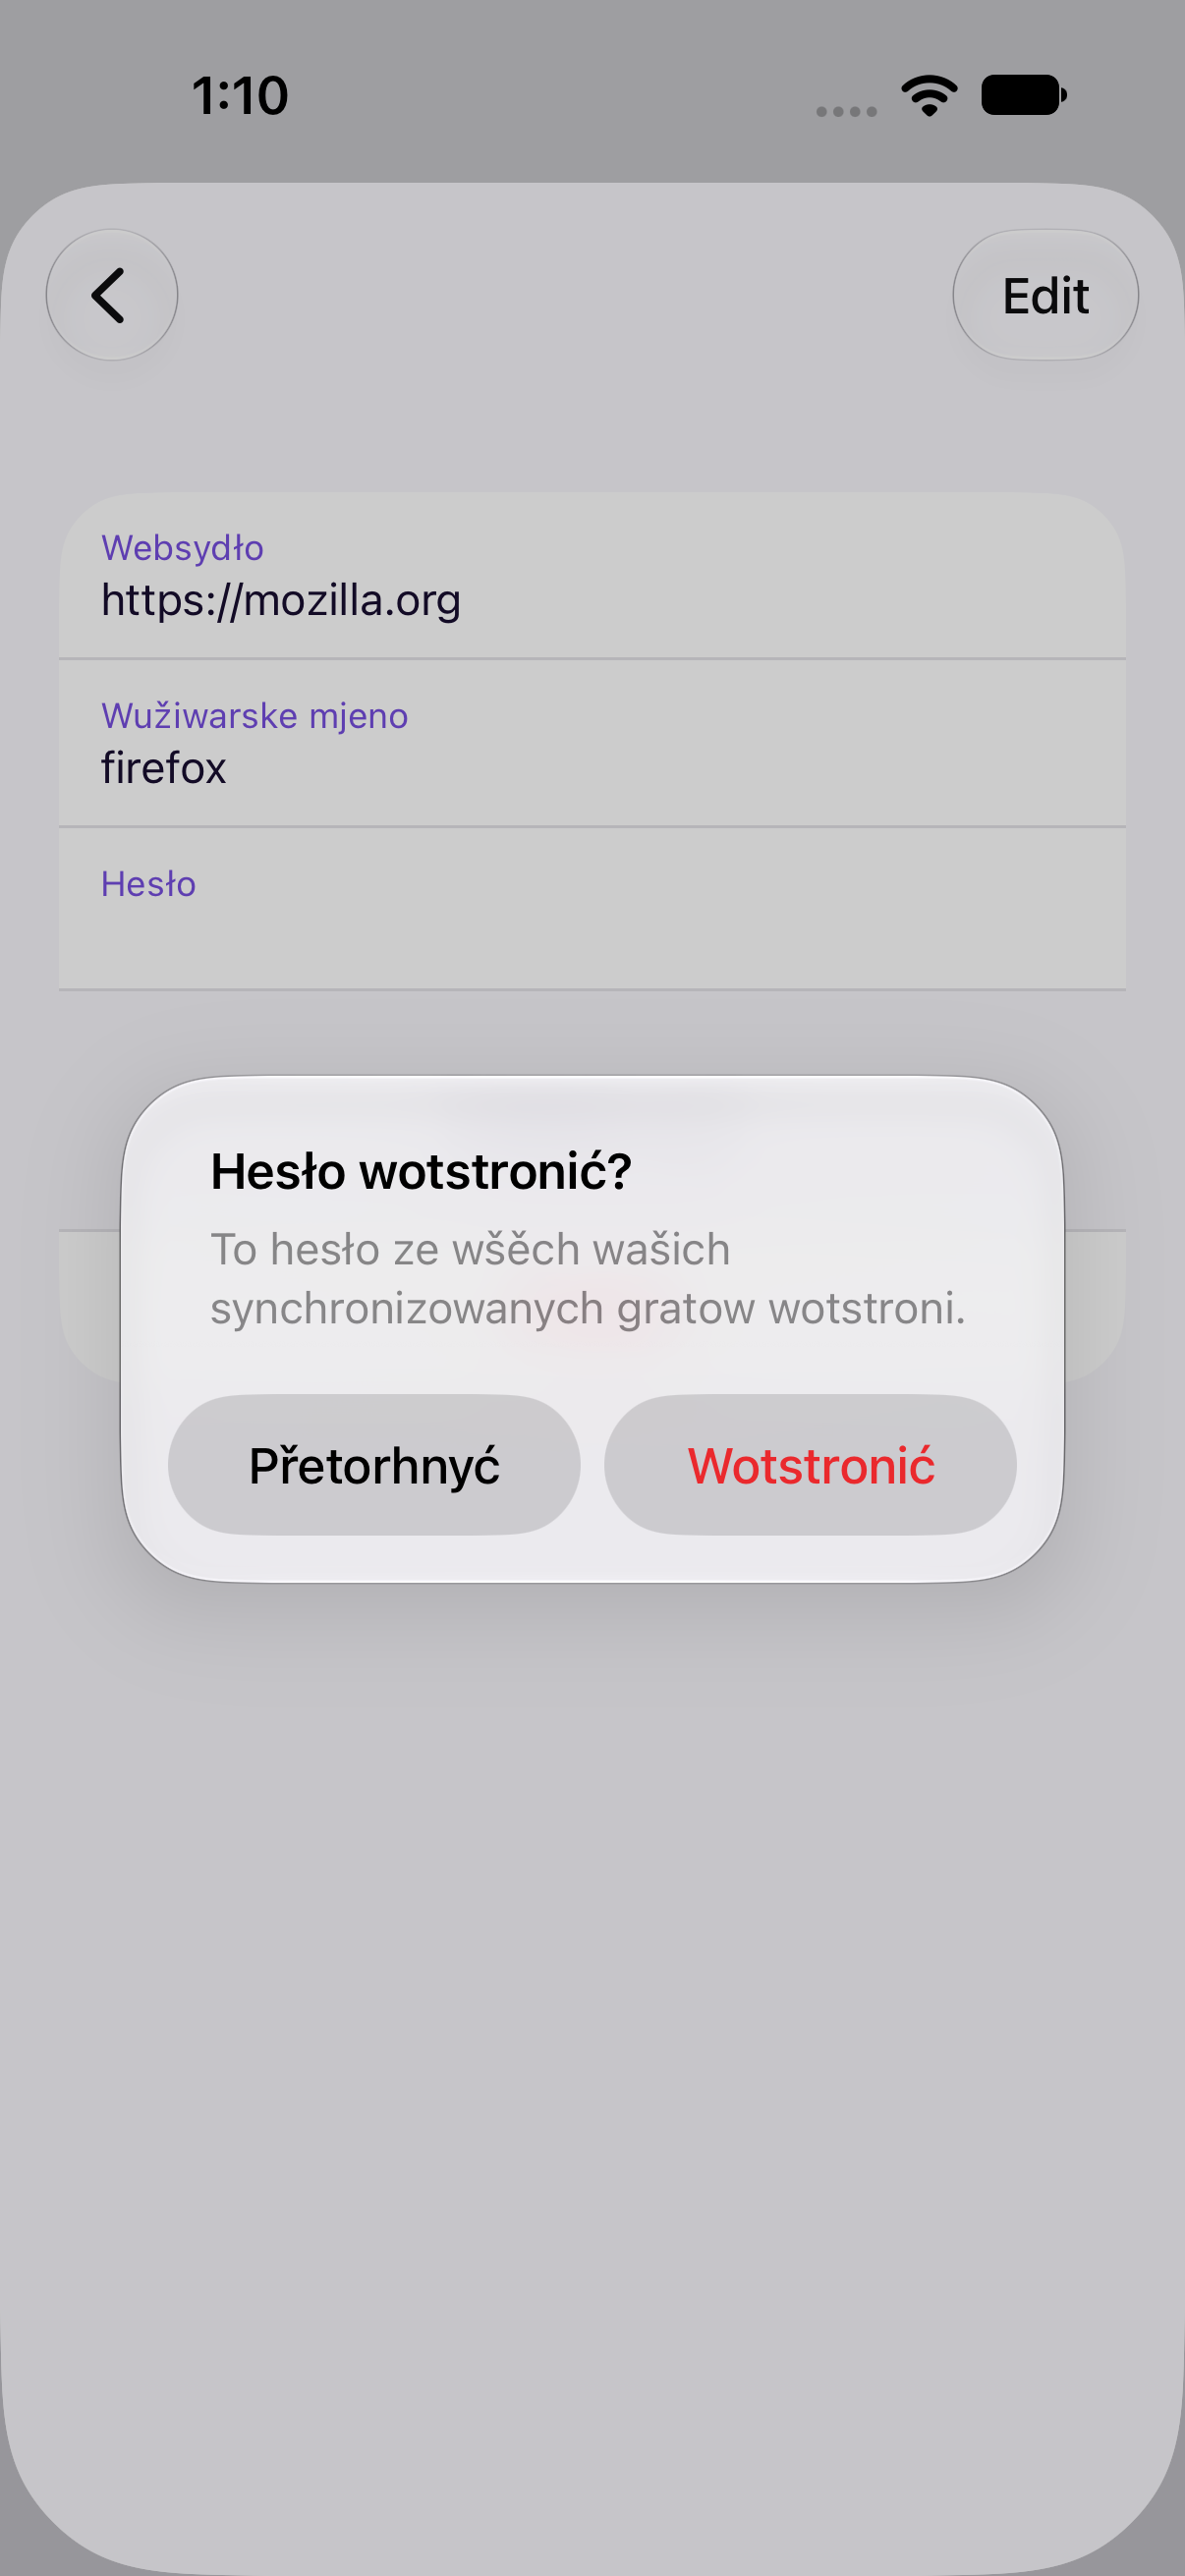 1:10
Edit
Websydło
https://mozilla.org
Wužiwarske mjeno
firefox
Hesło
Hesło wotstronić?
To hesło ze wšěch wašich
synchronizowanych gratow wotstroni.
Přetorhnyć
Wotstronić